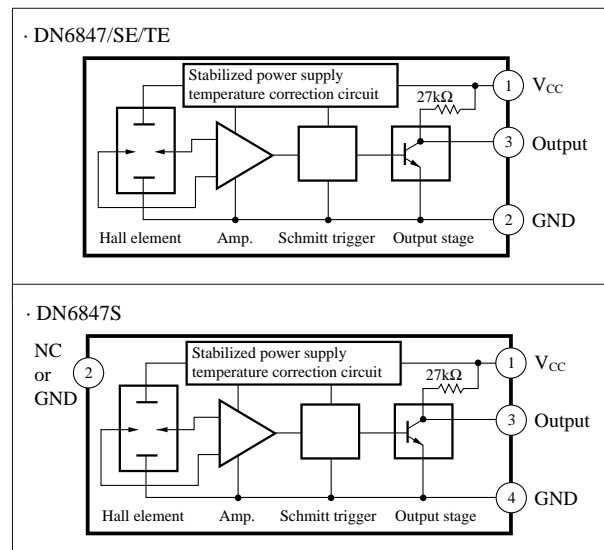 · DN6847/SE/TE
Stabilized power supply
temperature correction circuit
27kΩ
1 VCC
3 Output
2 GND
Hall element Amp. Schmitt trigger Output stage
· DN6847S
NC
or
GND
2
Stabilized power supply
temperature correction circuit
27kΩ
1 VCC
3 Output
4 GND
Hall element Amp. Schmitt trigger Output stage